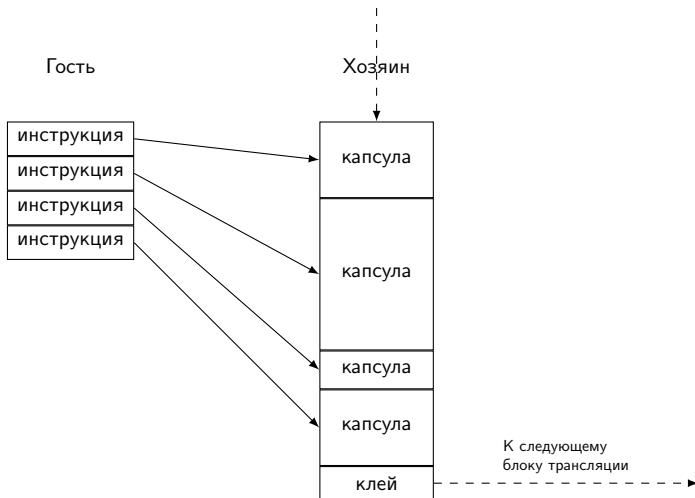 Гость
Хозяин
инструкция
инструкция
инструкция
инструкция
капсула
капсула
капсула
капсула
клей
К следующему
блоку трансляции